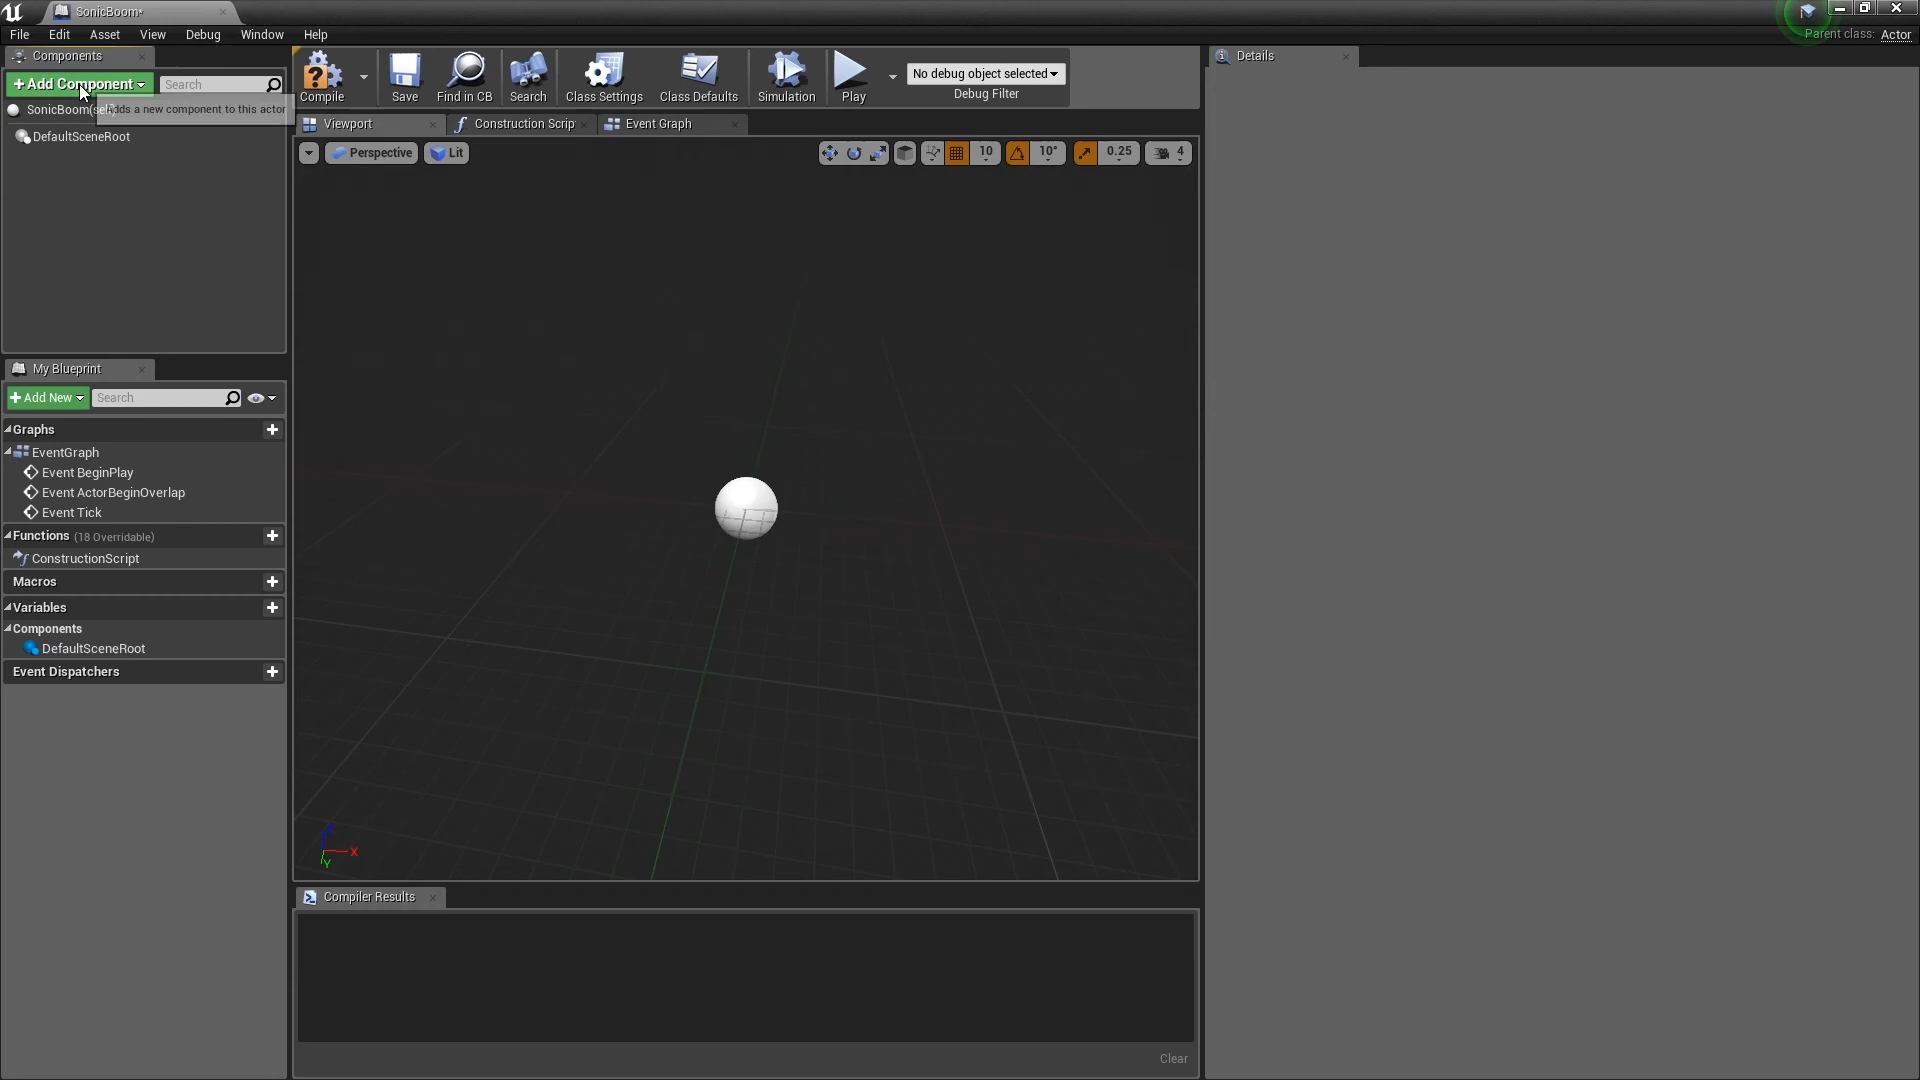 SonicBoom*
File Edit Asset View Debug Window Help
Parent class: Actor
Components
+ Add Component
Search
SonicBoom(self)
Adds a new component to this actor
DefaultSceneRoot
Compile
Save
Find in CB
Search
Class Settings
Class Defaults
Simulation
Play
No debug object selected
Debug Filter
Details
Viewport
Construction Scrip
Event Graph
Perspective
Lit
10
10°
0.25
4
My Blueprint
+ Add New
Search
Graphs
EventGraph
Event BeginPlay
Event ActorBeginOverlap
Event Tick
Functions (18 Overridable)
ConstructionScript
Macros
Variables
Components
DefaultSceneRoot
Event Dispatchers
Z
X
Y
Compiler Results
Clear